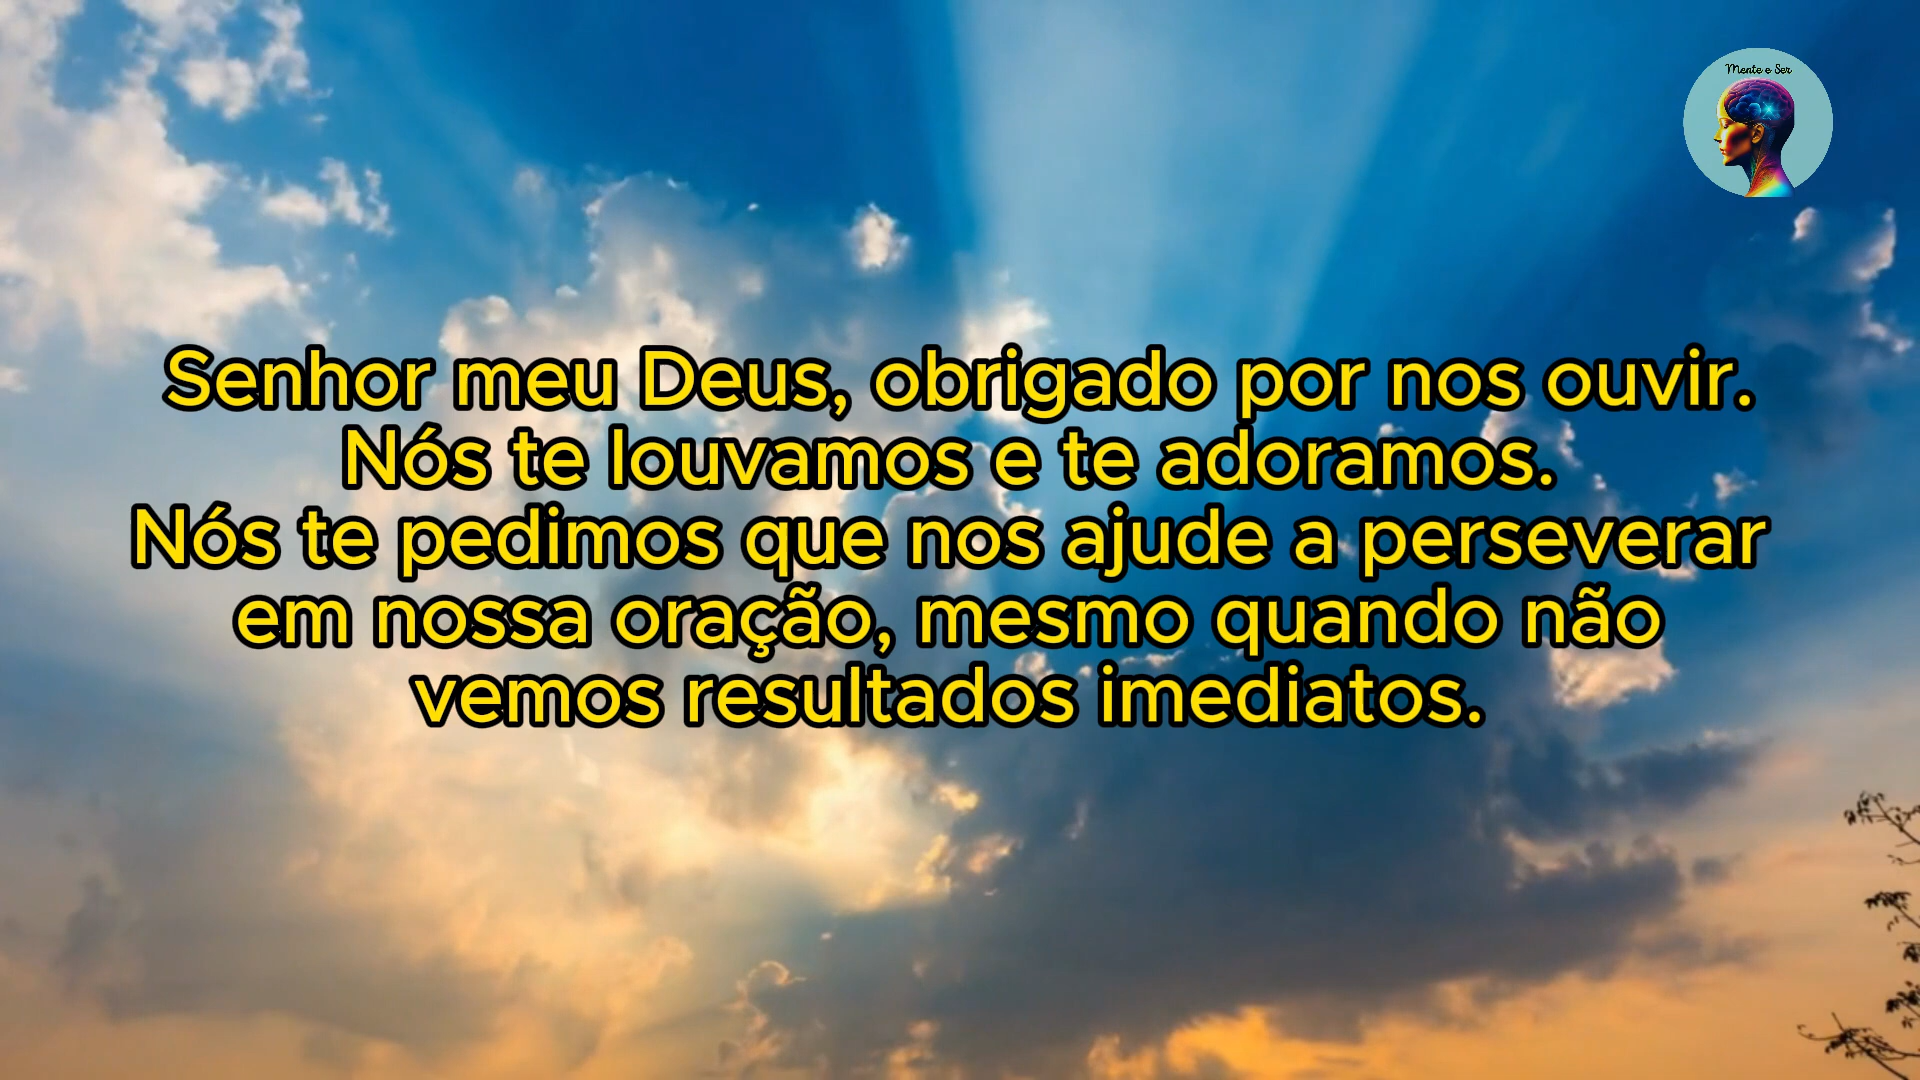 Mente e Ser
Senhor meu Deus, obrigado por nos ouvir.
Nós te louvamos e te adoramos.
Nós te pedimos que nos ajude a perseverar
em nossa oração, mesmo quando não
vemos resultados imediatos.